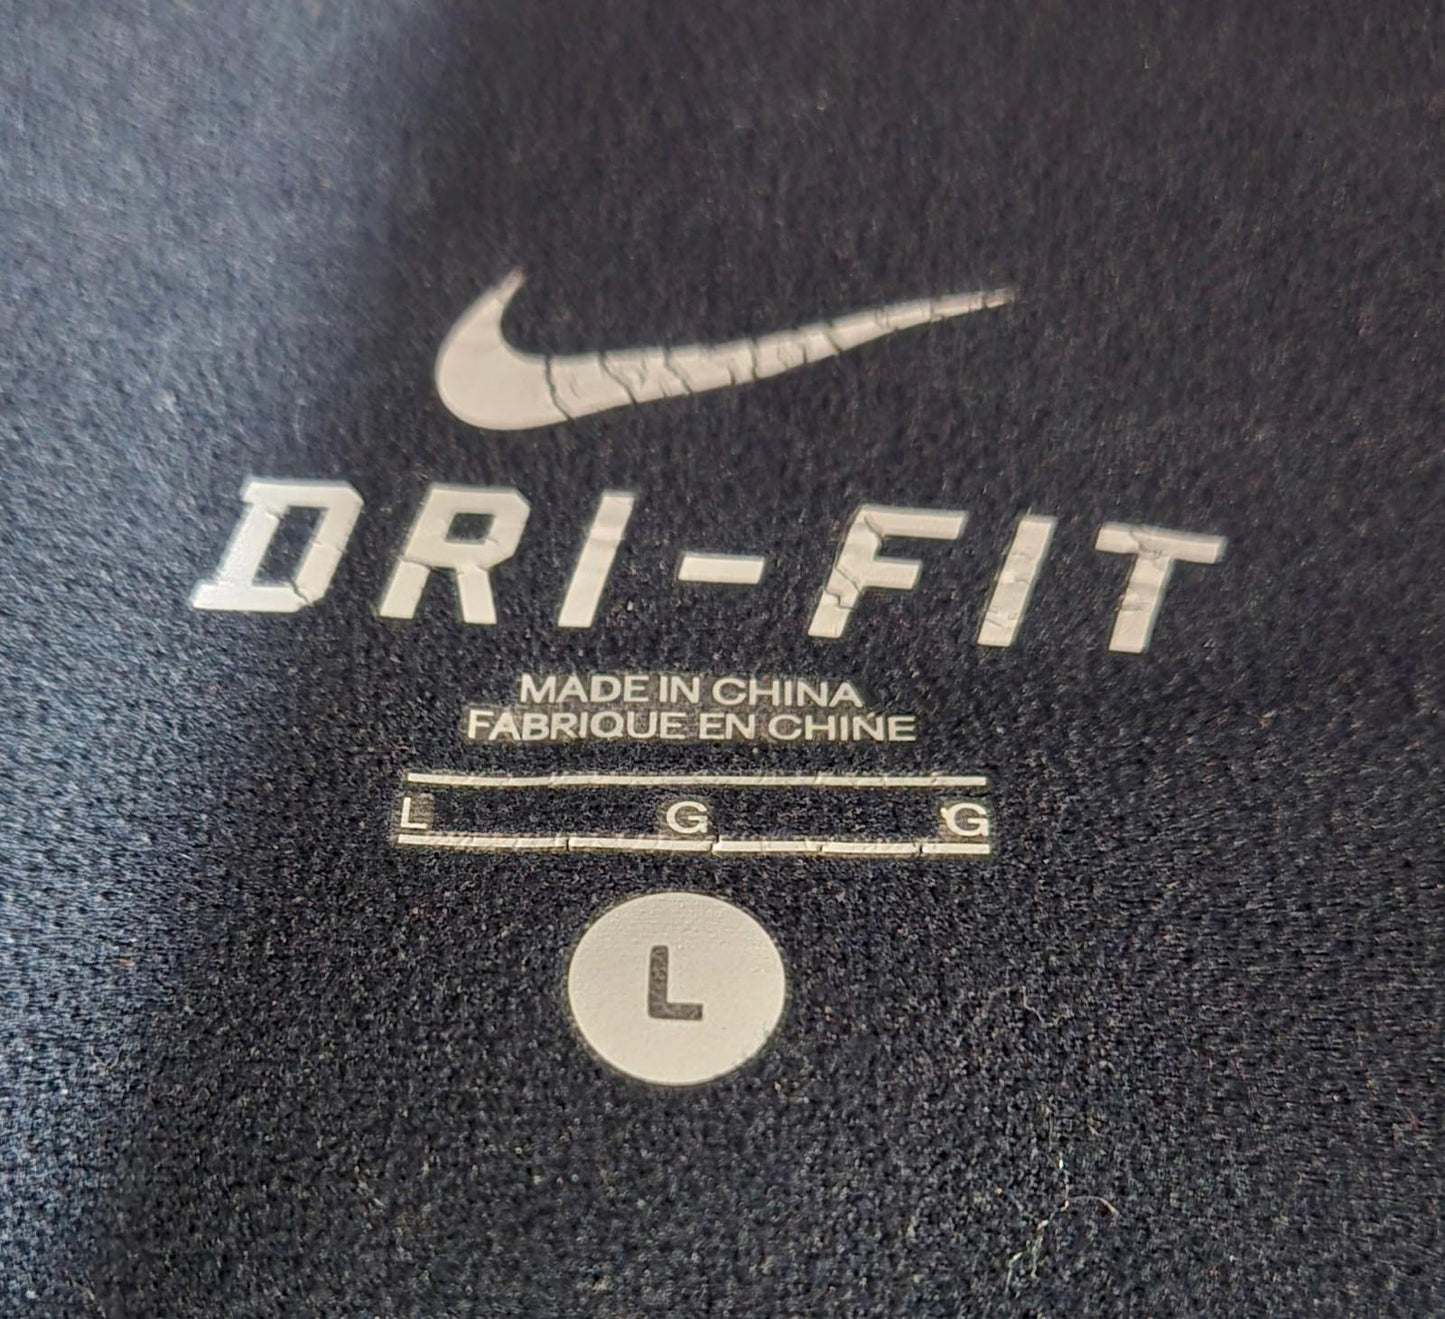 DRI-FIT
MADE IN CHINA
FABRIQUE EN CHINE
L G G
L